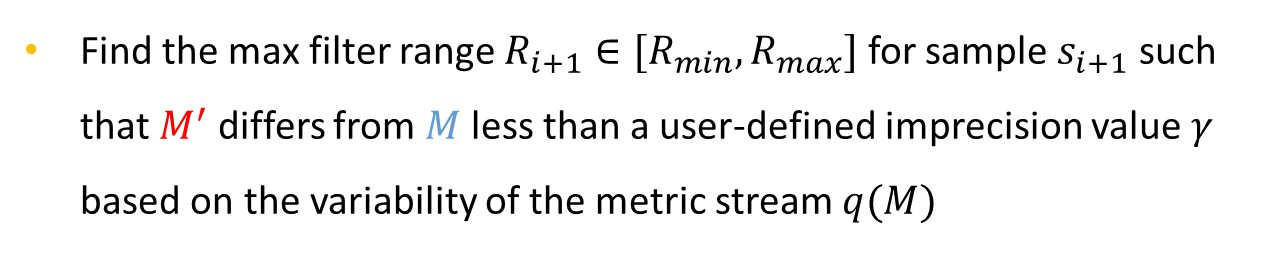 • Find the max filter range R_{i+1} ∈ [R_{min}, R_{max}] for sample s_{i+1} such
that M′ differs from M less than a user-defined imprecision value γ
based on the variability of the metric stream q(M)